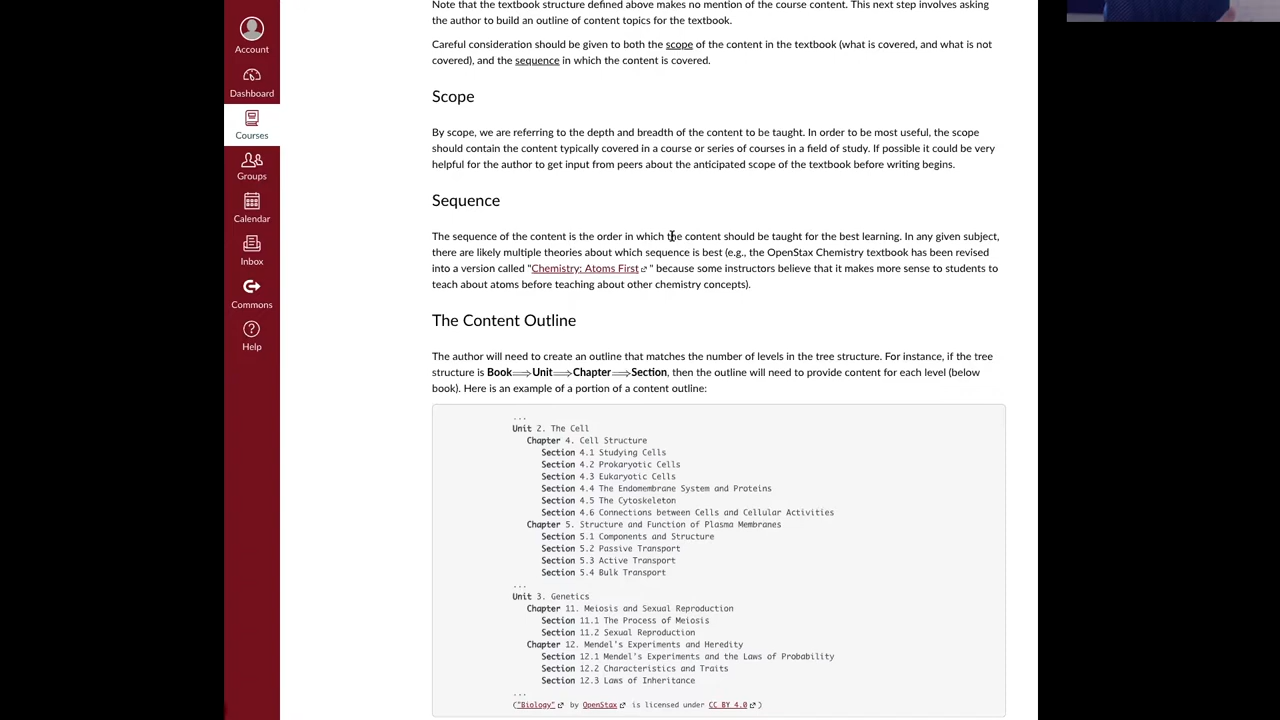 Account
Dashboard
Courses
Groups
Calendar
Inbox
Commons
Help
Note that the textbook structure defined above makes no mention of the course content. This next step involves asking
the author to build an outline of content topics for the textbook.
Careful consideration should be given to both the scope of the content in the textbook (what is covered, and what is not
covered), and the sequence in which the content is covered.
Scope
By scope, we are referring to the depth and breadth of the content to be taught. In order to be most useful, the scope
should contain the content typically covered in a course or series of courses in a field of study. If possible it could be very
helpful for the author to get input from peers about the anticipated scope of the textbook before writing begins.
Sequence
The sequence of the content is the order in which the content should be taught for the best learning. In any given subject,
there are likely multiple theories about which sequence is best (e.g., the OpenStax Chemistry textbook has been revised
into a version called "Chemistry: Atoms First " because some instructors believe that it makes more sense to students to
teach about atoms before teaching about other chemistry concepts).
The Content Outline
The author will need to create an outline that matches the number of levels in the tree structure. For instance, if the tree
structure is Book⟹Unit⟹Chapter⟹Section, then the outline will need to provide content for each level (below
book). Here is an example of a portion of a content outline:
...
Unit 2. The Cell
Chapter 4. Cell Structure
Section 4.1 Studying Cells
Section 4.2 Prokaryotic Cells
Section 4.3 Eukaryotic Cells
Section 4.4 The Endomembrane System and Proteins
Section 4.5 The Cytoskeleton
Section 4.6 Connections between Cells and Cellular Activities
Chapter 5. Structure and Function of Plasma Membranes
Section 5.1 Components and Structure
Section 5.2 Passive Transport
Section 5.3 Active Transport
Section 5.4 Bulk Transport
...
Unit 3. Genetics
Chapter 11. Meiosis and Sexual Reproduction
Section 11.1 The Process of Meiosis
Section 11.2 Sexual Reproduction
Chapter 12. Mendel's Experiments and Heredity
Section 12.1 Mendel's Experiments and the Laws of Probability
Section 12.2 Characteristics and Traits
Section 12.3 Laws of Inheritance
...
("Biology" by OpenStax is licensed under CC BY 4.0 )